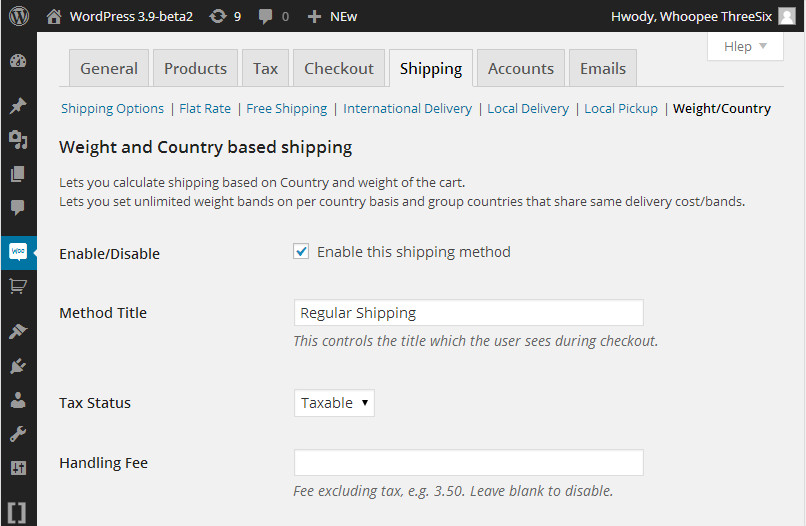 WordPress 3.9-beta2 9 0 + NEw Hwody, Whoopee ThreeSix
Hlep
General Products Tax Checkout Shipping Accounts Emails
Shipping Options | Flat Rate | Free Shipping | International Delivery | Local Delivery | Local Pickup | Weight/Country
Weight and Country based shipping
Lets you calculate shipping based on Country and weight of the cart.
Lets you set unlimited weight bands on per country basis and group countries that share same delivery cost/bands.
Enable/Disable Enable this shipping method
Woo
Method Title Regular Shipping
This controls the title which the user sees during checkout.
Tax Status Taxable
Handling Fee
Fee excluding tax, e.g. 3.50. Leave blank to disable.